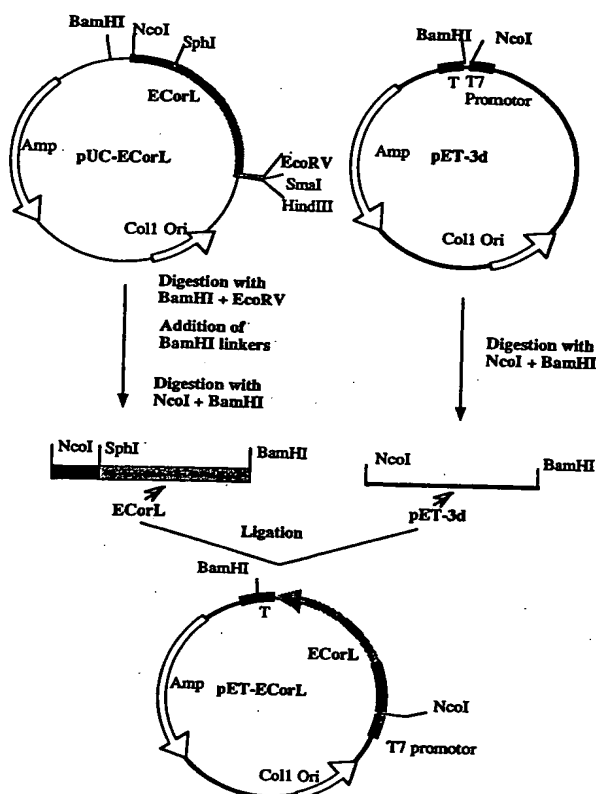 BamHI
NcoI
SphI
ECorL
Amp
pUC-ECorL
EcoRV
SmaI
HindIII
Col1 Ori
BamHI
NcoI
T T7
Promotor
Amp
pET-3d
Col1 Ori
Digestion with
BamHI + EcoRV
Addition of
BamHI linkers
Digestion with
NcoI + BamHI
Digestion with
NcoI + BamHI
NcoI
SphI
BamHI
ECorL
NcoI
BamHI
pET-3d
Ligation
BamHI
T
ECorL
Amp
pET-ECorL
NcoI
T7 promotor
Col1 Ori